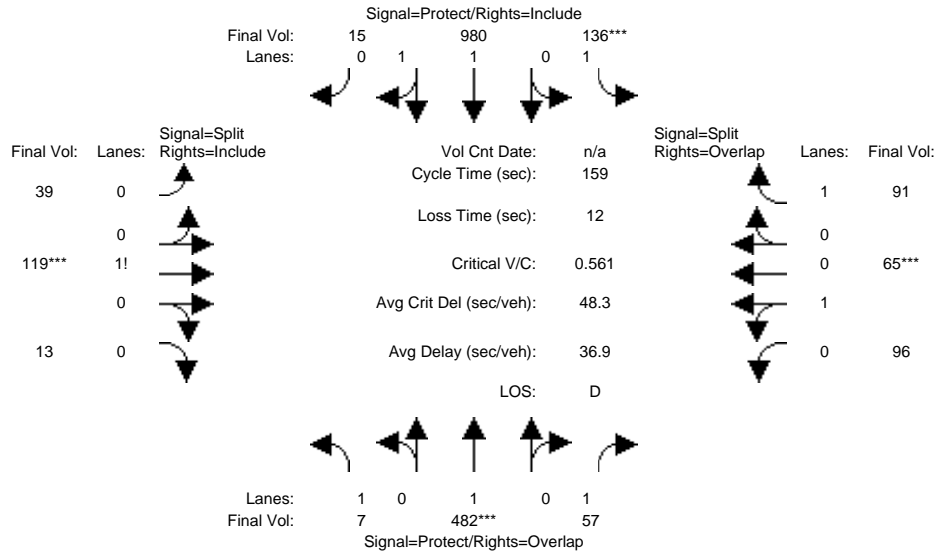 Signal=Protect/Rights=Include
Final Vol: 15 980 136***
Lanes: 0 1 1 0 1
Signal=Split Signal=Split
Final Vol: Lanes: Rights=Include Vol Cnt Date: n/a Rights=Overlap Lanes: Final Vol:
Cycle Time (sec): 159
39 0 1 91
Loss Time (sec): 12
0 0
119*** 1! Critical V/C: 0.561 0 65***
0 Avg Crit Del (sec/veh): 48.3 1
13 0 Avg Delay (sec/veh): 36.9 0 96
LOS: D
Lanes: 1 0 1 0 1
Final Vol: 7 482*** 57
Signal=Protect/Rights=Overlap